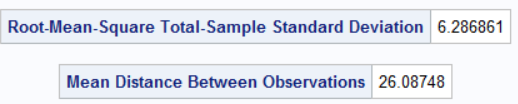 Root-Mean-Square Total-Sample Standard Deviation 6.286861
Mean Distance Between Observations 26.08748